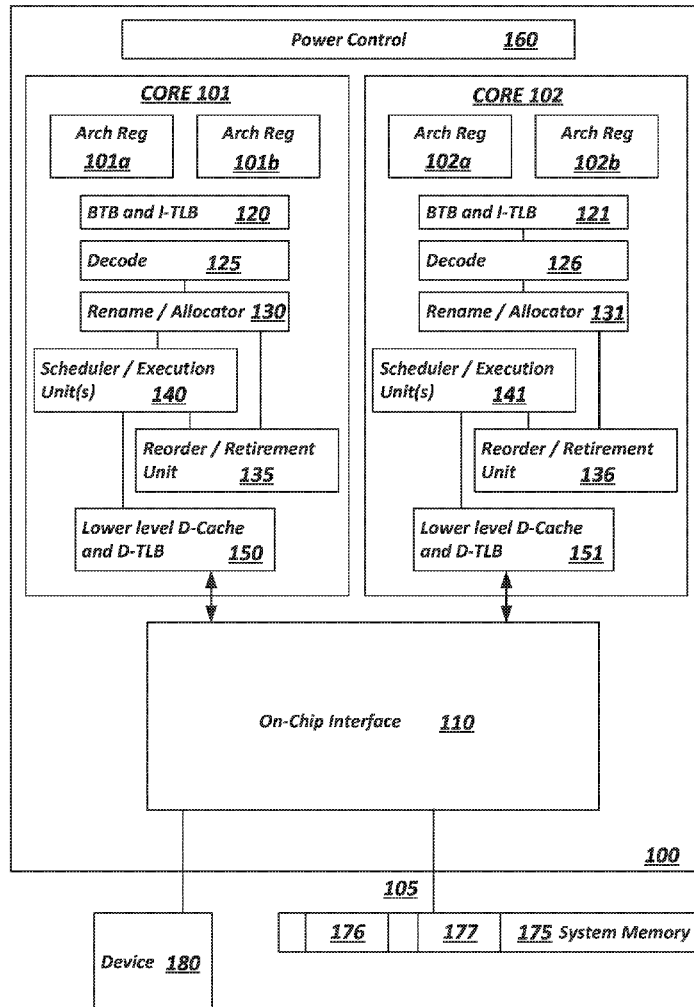 Power Control 160
CORE 101
Arch Reg
101a
Arch Reg
101b
BTB and I-TLB 120
Decode 125
Rename / Allocator 130
Scheduler / Execution
Unit(s) 140
Reorder / Retirement
Unit 135
Lower level D-Cache
and D-TLB 150
CORE 102
Arch Reg
102a
Arch Reg
102b
BTB and I-TLB 121
Decode 126
Rename / Allocator 131
Scheduler / Execution
Unit(s) 141
Reorder / Retirement
Unit 136
Lower level D-Cache
and D-TLB 151
On-Chip Interface 110
100
105
176 177 175 System Memory
Device 180